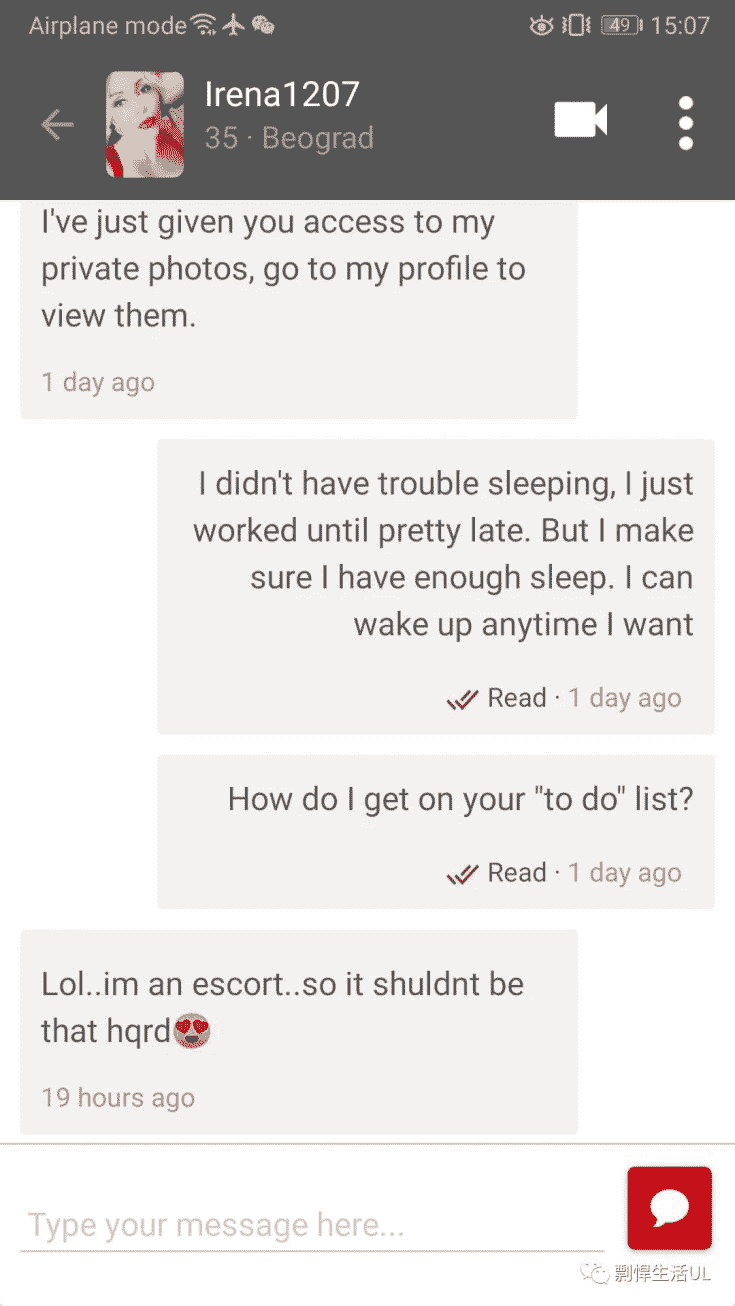 Airplane mode
49 15:07
Irena1207
35 · Beograd
I've just given you access to my
private photos, go to my profile to
view them.
1 day ago
I didn't have trouble sleeping, I just
worked until pretty late. But I make
sure I have enough sleep. I can
wake up anytime I want
Read · 1 day ago
How do I get on your "to do" list?
Read · 1 day ago
Lol..im an escort..so it shuldnt be
that hqrd😍
19 hours ago
Type your message here...
剽悍生活UL